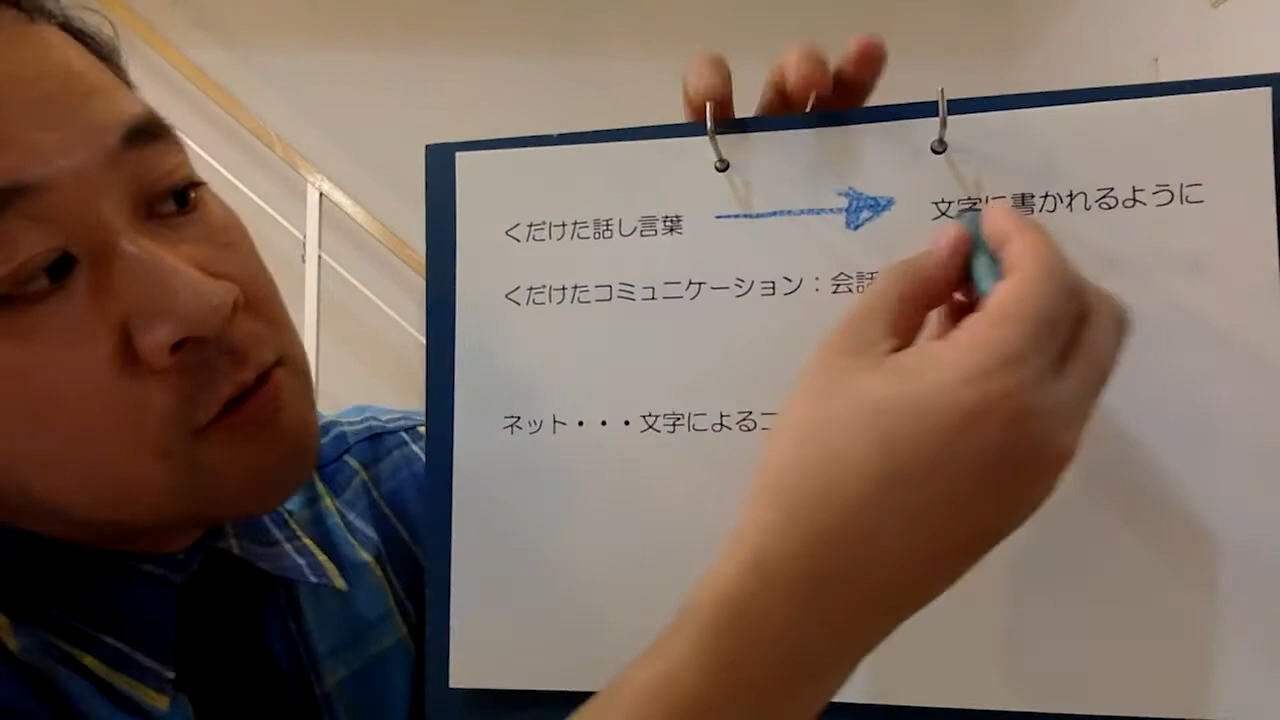 くだけた話し言葉 文字に書かれるように
くだけたコミュニケーション：会話
ネット・・・文字による